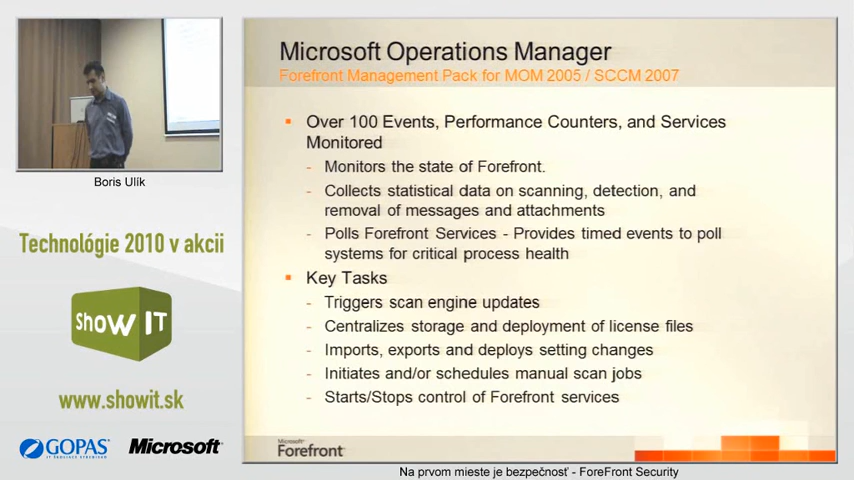 Boris Ulík
Technológie 2010 v akcii
ShoW IT
www.showit.sk
GOPAS
Microsoft
Microsoft Operations Manager
Forefront Management Pack for MOM 2005 / SCCM 2007
Over 100 Events, Performance Counters, and Services
Monitored
- Monitors the state of Forefront.
- Collects statistical data on scanning, detection, and
removal of messages and attachments
- Polls Forefront Services - Provides timed events to poll
systems for critical process health
Key Tasks
- Triggers scan engine updates
- Centralizes storage and deployment of license files
- Imports, exports and deploys setting changes
- Initiates and/or schedules manual scan jobs
- Starts/Stops control of Forefront services
Microsoft
Forefront
Na prvom mieste je bezpečnosť - ForeFront Security